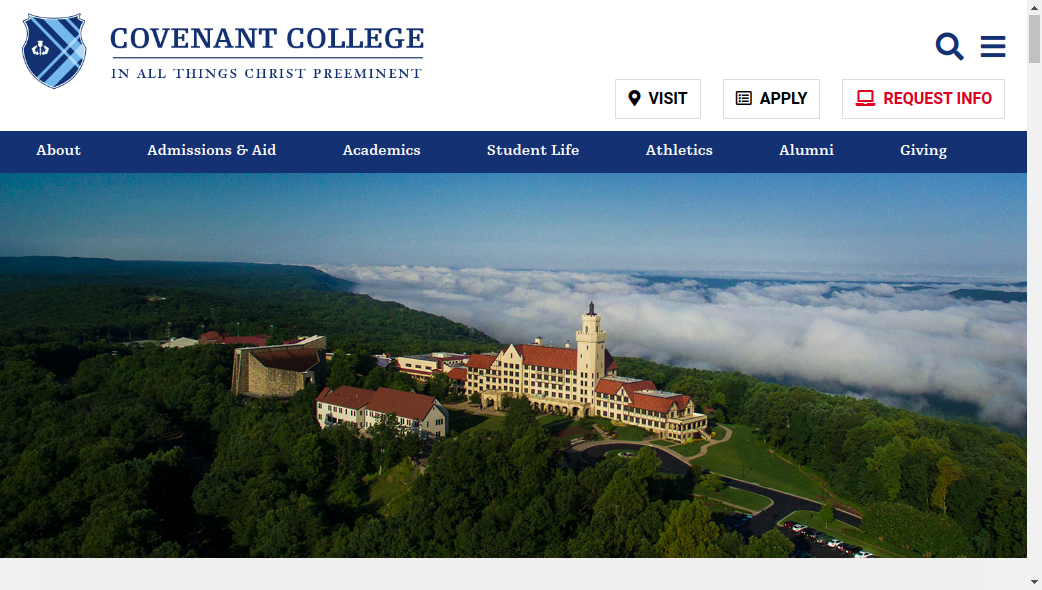 COVENANT COLLEGE
IN ALL THINGS CHRIST PREEMINENT
VISIT
APPLY
REQUEST INFO
About
Admissions & Aid
Academics
Student Life
Athletics
Alumni
Giving